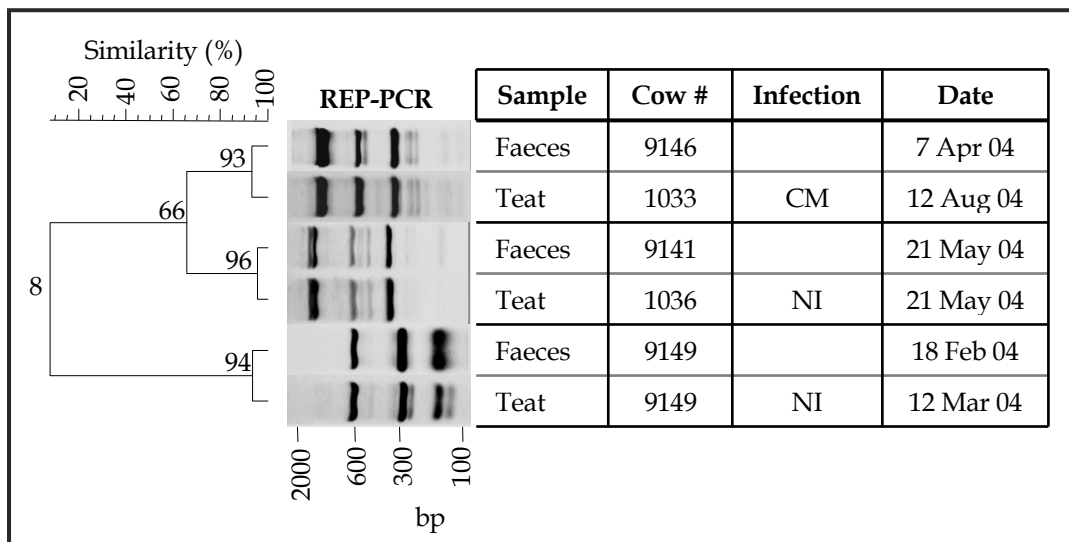 Similarity (%)
20 40 60 80 100
REP-PCR
Sample Cow # Infection Date
93
Faeces 9146 7 Apr 04
Teat 1033 CM 12 Aug 04
66
96
Faeces 9141 21 May 04
8
Teat 1036 NI 21 May 04
94
Faeces 9149 18 Feb 04
Teat 9149 NI 12 Mar 04
2000 600 300 100
bp